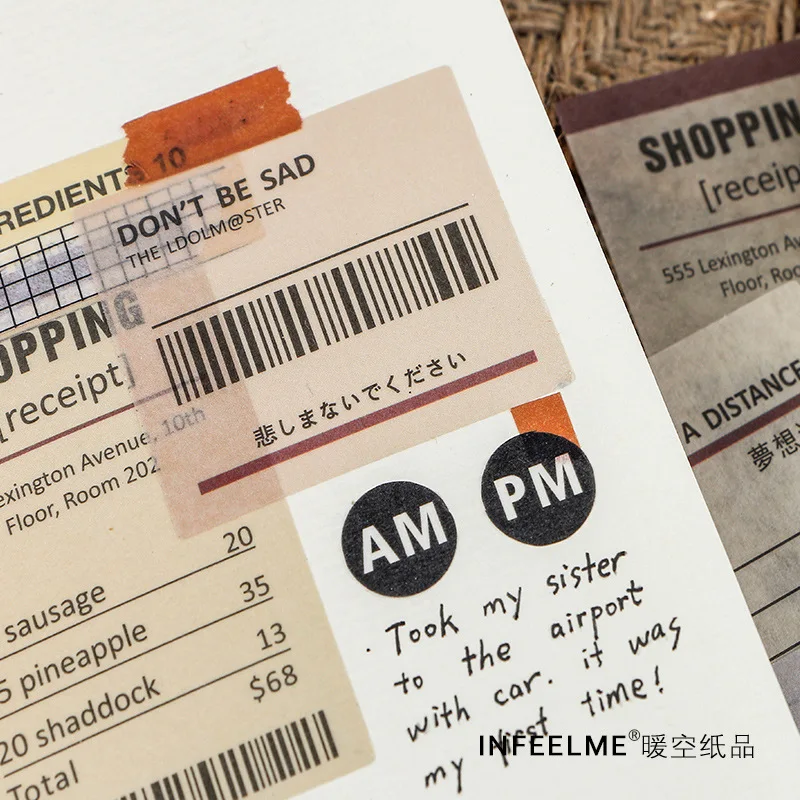 REDIENTS 10
DON'T BE SAD
THE LDOLM@STER
悲しまないでください
OPPING
[receipt]
exington Avenue, 10th
Floor, Room 202
20
sausage 35
5 pineapple 13
20 shaddock $68
Total
AM PM
· Took my sister
to the airport
with car. it was
my first time!
SHOPPIN
[receip
555 Lexington Av
Floor, Roo
A DISTANCE
夢想
INFEELME®暖空纸品